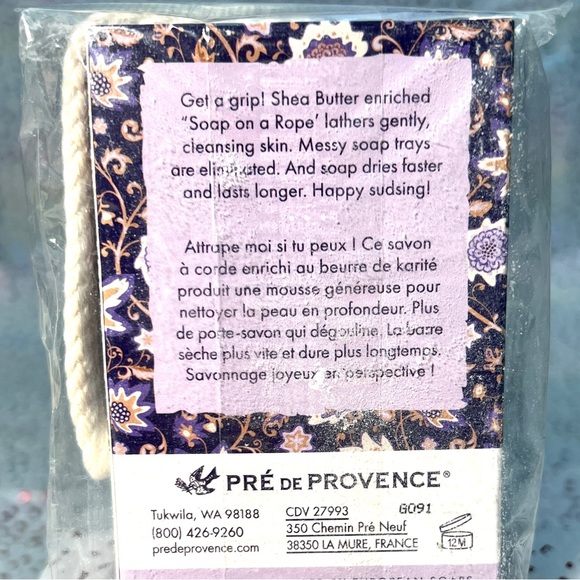 Get a grip! Shea Butter enriched
“Soap on a Rope’ lathers gently,
cleansing skin. Messy soap trays
are eliminated. And soap dries faster
and lasts longer. Happy sudsing!
Attrape moi si tu peux ! Ce savon
à corde enrichi au beurre de karité
produit une mousse généreuse pour
nettoyer la peau en profondeur. Plus
de porte-savon qui dégouline. La barre
sèche plus vite et dure plus longtemps.
Savonnage joyeux en perspective !
PRÉ DE PROVENCE®
Tukwila, WA 98188
(800) 426-9260
predeprovence.com
CDV 27993
350 Chemin Pré Neuf
38350 LA MURE, FRANCE
G091
12M
EUROPEAN SOAPS